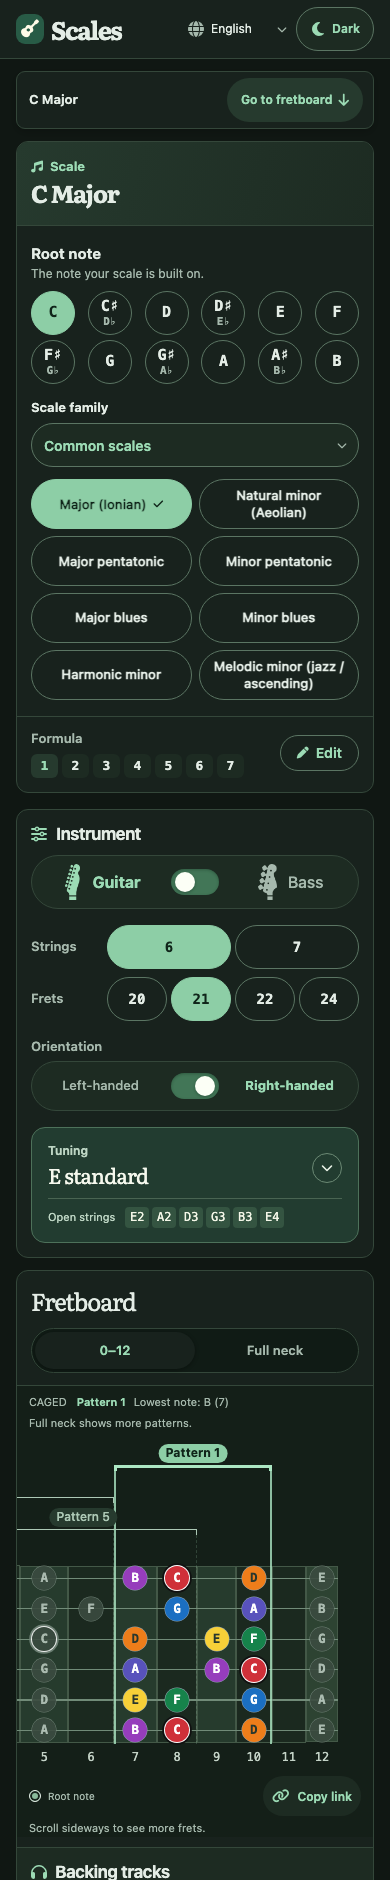 Scales
English
Dark
C Major
Go to fretboard ↓
Scale
C Major
Root note
The note your scale is built on.
C C♯ D♭ D D♯ E♭ E F
F♯ G♭ G G♯ A♭ A A♯ B♭ B
Scale family
Common scales
Major (Ionian) ✓
Natural minor
(Aeolian)
Major pentatonic
Minor pentatonic
Major blues
Minor blues
Harmonic minor
Melodic minor (jazz /
ascending)
Formula
1 2 3 4 5 6 7
Edit
Instrument
Guitar Bass
Strings 6 7
Frets 20 21 22 24
Orientation
Left-handed Right-handed
Tuning
E standard
Open strings E2 A2 D3 G3 B3 E4
Fretboard
0–12 Full neck
CAGED Pattern 1 Lowest note: B (7)
Full neck shows more patterns.
Pattern 1
Pattern 5
A B C D E
E F G A B
C D E F G
G A B C D
D E F G A
A B C D E
5 6 7 8 9 10 11 12
Root note
Copy link
Scroll sideways to see more frets.
Backing tracks